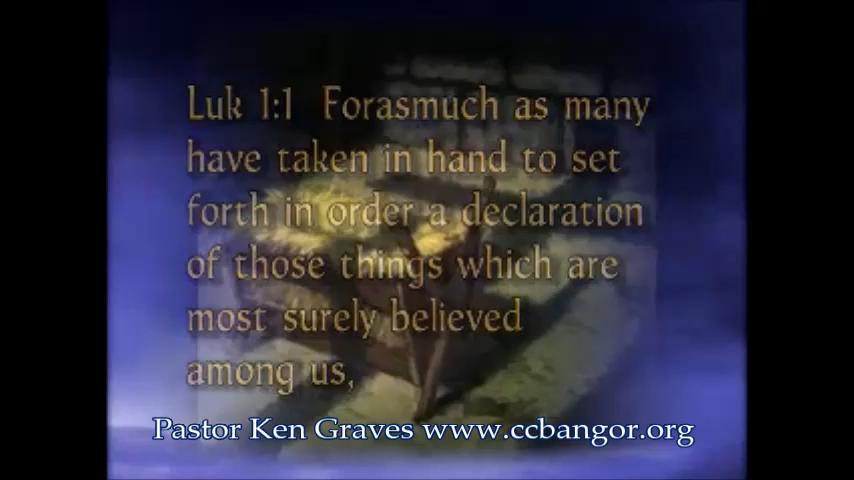 Luk 1:1 Forasmuch as many
have taken in hand to set
forth in order a declaration
of those things which are
most surely believed
among us,
Pastor Ken Graves www.ccbangor.org